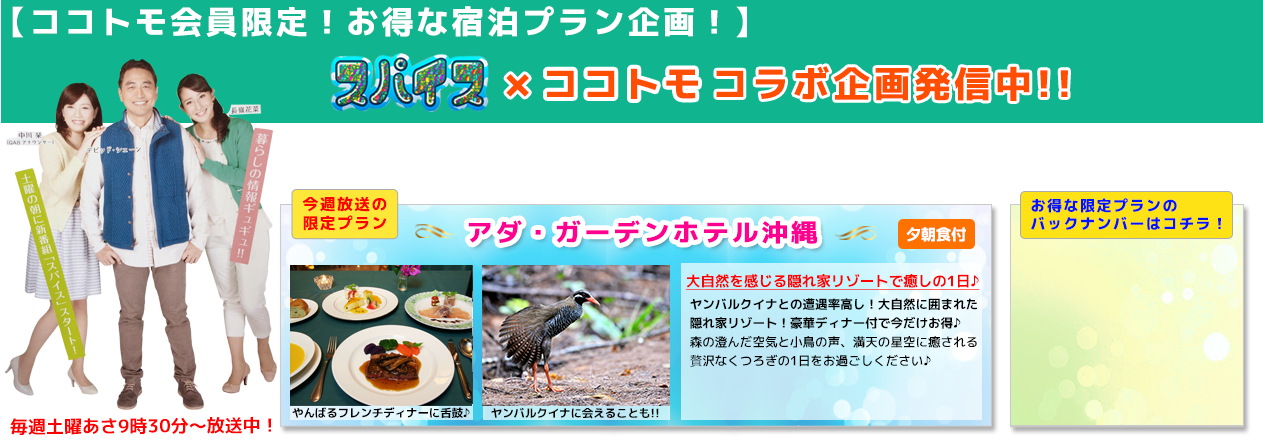 【ココトモ会員限定！お得な宿泊プラン企画！】
スパイス × ココトモ コラボ企画発信中!!
中川 栞
(QABアナウンサー)
デビッド・シェーン
長嶺花菜
土曜の朝に新番組「スパイス」スタート！
暮らしの情報ギュギュ!!
毎週土曜あさ9時30分〜放送中！
今週放送の
限定プラン
アダ・ガーデンホテル沖縄
夕朝食付
やんばるフレンチディナーに舌鼓♪
ヤンバルクイナに会えることも!!
大自然を感じる隠れ家リゾートで癒しの1日♪
ヤンバルクイナとの遭遇率高し！大自然に囲まれた
隠れ家リゾート！豪華ディナー付で今だけお得♪
森の澄んだ空気と小鳥の声、満天の星空に癒される
贅沢なくつろぎの1日をお過ごしください♪
お得な限定プランの
バックナンバーはコチラ！